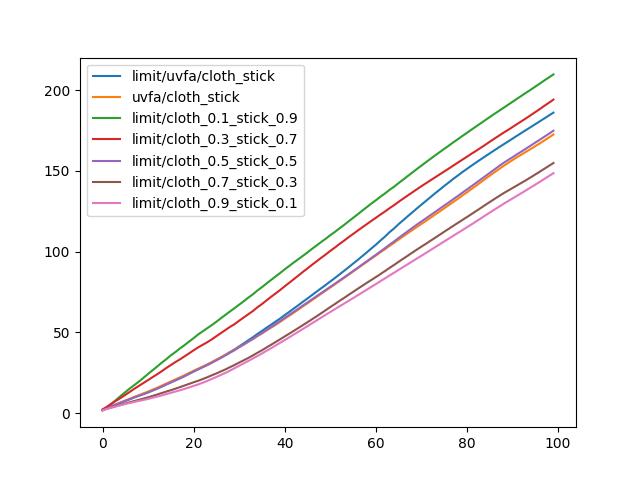 limit/uvfa/cloth_stick
uvfa/cloth_stick
limit/cloth_0.1_stick_0.9
limit/cloth_0.3_stick_0.7
limit/cloth_0.5_stick_0.5
limit/cloth_0.7_stick_0.3
limit/cloth_0.9_stick_0.1
200
150
100
50
0
0 20 40 60 80 100